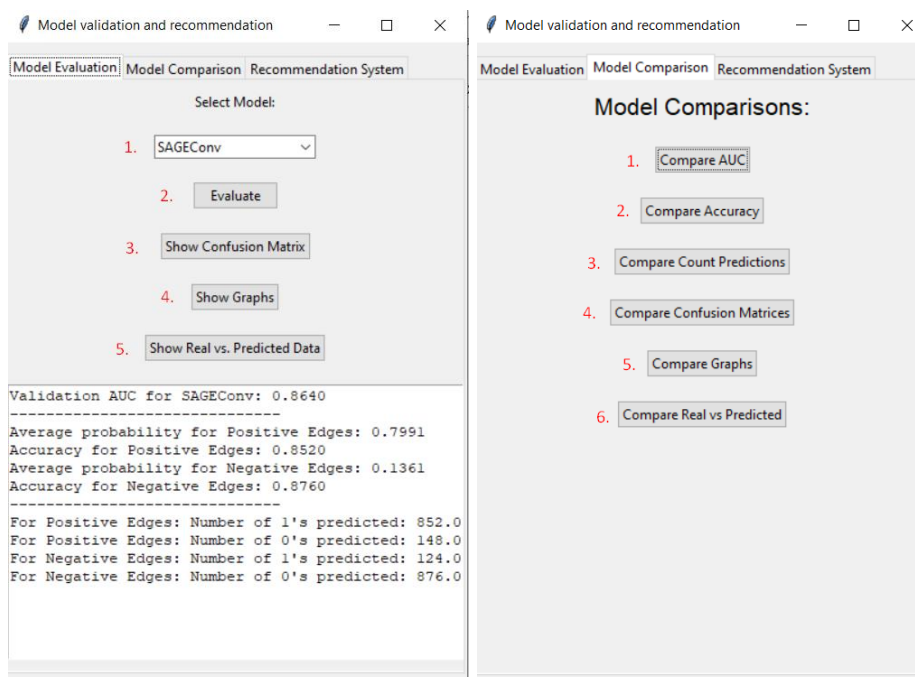 Model validation and recommendation
Model Evaluation Model Comparison Recommendation System
Select Model:
1. SAGEConv
2. Evaluate
3. Show Confusion Matrix
4. Show Graphs
5. Show Real vs. Predicted Data
Validation AUC for SAGEConv: 0.8640
------------------------------
Average probability for Positive Edges: 0.7991
Accuracy for Positive Edges: 0.8520
Average probability for Negative Edges: 0.1361
Accuracy for Negative Edges: 0.8760
------------------------------
For Positive Edges: Number of 1's predicted: 852.0
For Positive Edges: Number of 0's predicted: 148.0
For Negative Edges: Number of 1's predicted: 124.0
For Negative Edges: Number of 0's predicted: 876.0
Model validation and recommendation
Model Evaluation Model Comparison Recommendation System
Model Comparisons:
1. Compare AUC
2. Compare Accuracy
3. Compare Count Predictions
4. Compare Confusion Matrices
5. Compare Graphs
6. Compare Real vs Predicted